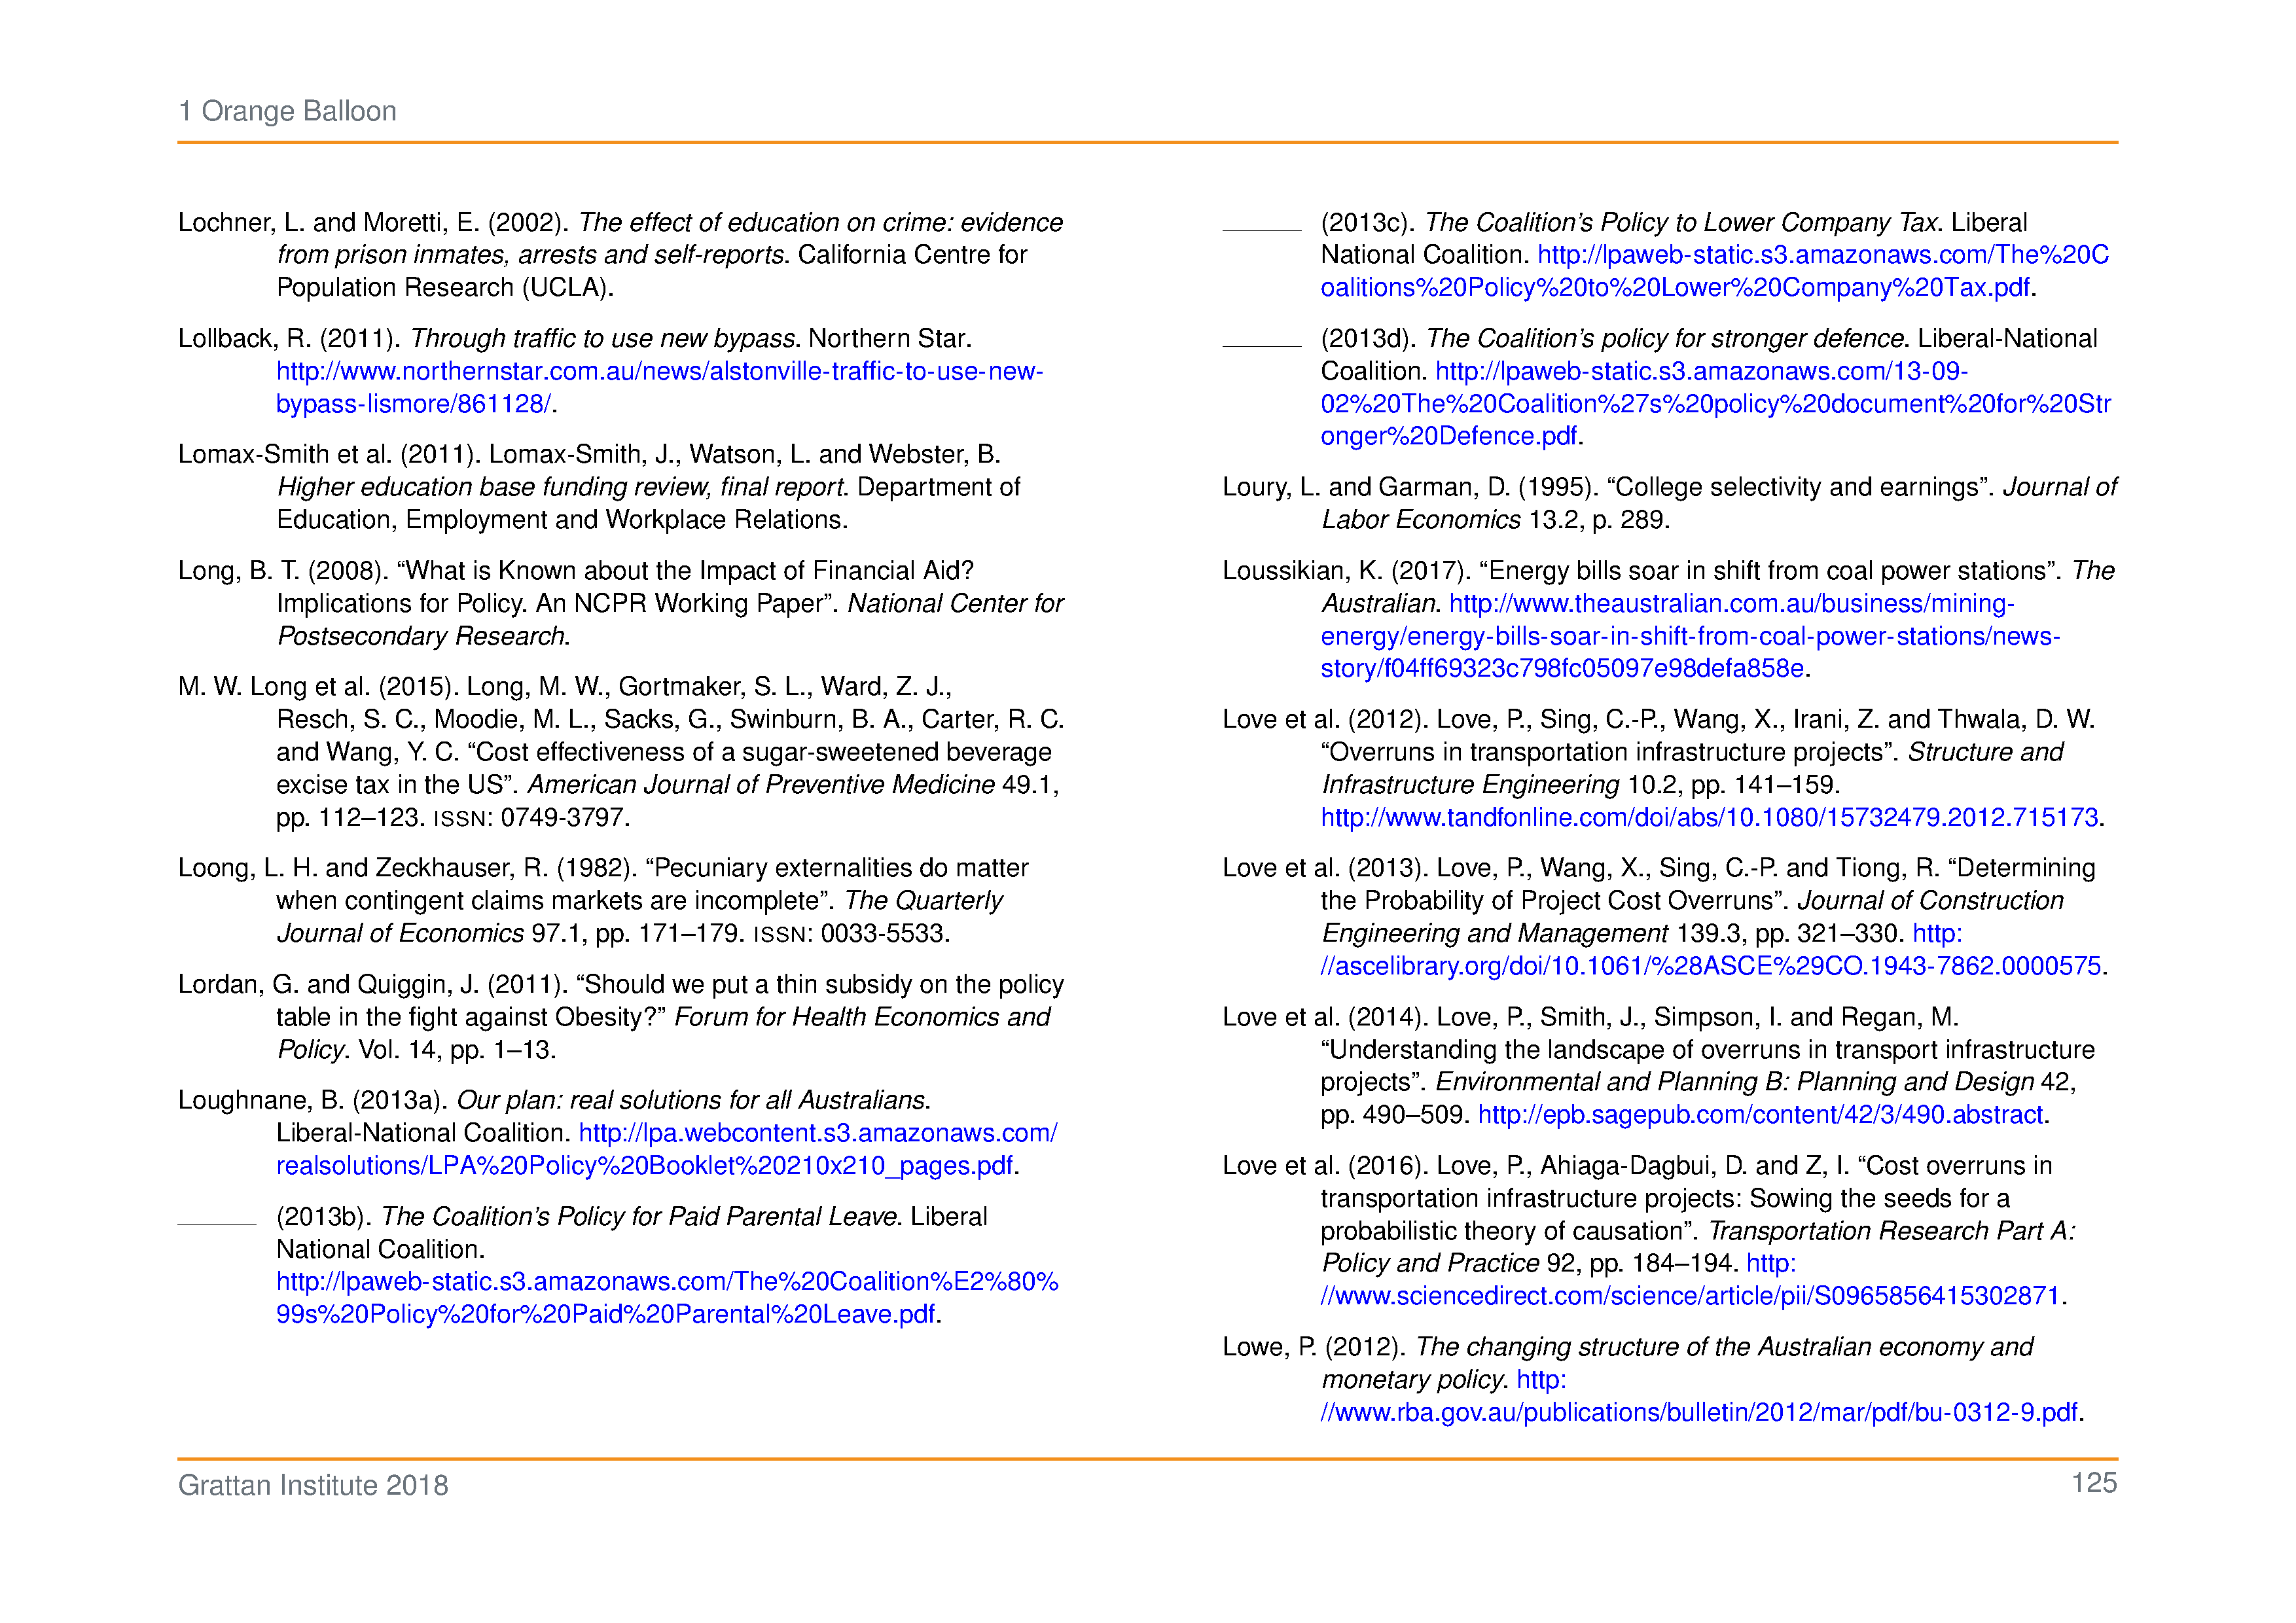 1 Orange Balloon
Lochner, L. and Moretti, E. (2002). The effect of education on crime: evidence
from prison inmates, arrests and self-reports. California Centre for
Population Research (UCLA).
Lollback, R. (2011). Through traffic to use new bypass. Northern Star.
http://www.northernstar.com.au/news/alstonville-traffic-to-use-new-
bypass-lismore/861128/.
Lomax-Smith et al. (2011). Lomax-Smith, J., Watson, L. and Webster, B.
Higher education base funding review, final report. Department of
Education, Employment and Workplace Relations.
Long, B. T. (2008). “What is Known about the Impact of Financial Aid?
Implications for Policy. An NCPR Working Paper”. National Center for
Postsecondary Research.
M. W. Long et al. (2015). Long, M. W., Gortmaker, S. L., Ward, Z. J.,
Resch, S. C., Moodie, M. L., Sacks, G., Swinburn, B. A., Carter, R. C.
and Wang, Y. C. “Cost effectiveness of a sugar-sweetened beverage
excise tax in the US”. American Journal of Preventive Medicine 49.1,
pp. 112–123. ISSN: 0749-3797.
Loong, L. H. and Zeckhauser, R. (1982). “Pecuniary externalities do matter
when contingent claims markets are incomplete”. The Quarterly
Journal of Economics 97.1, pp. 171–179. ISSN: 0033-5533.
Lordan, G. and Quiggin, J. (2011). “Should we put a thin subsidy on the policy
table in the fight against Obesity?” Forum for Health Economics and
Policy. Vol. 14, pp. 1–13.
Loughnane, B. (2013a). Our plan: real solutions for all Australians.
Liberal-National Coalition. http://lpa.webcontent.s3.amazonaws.com/
realsolutions/LPA%20Policy%20Booklet%20210x210_pages.pdf.
(2013b). The Coalition’s Policy for Paid Parental Leave. Liberal
National Coalition.
http://lpaweb-static.s3.amazonaws.com/The%20Coalition%E2%80%
99s%20Policy%20for%20Paid%20Parental%20Leave.pdf.
(2013c). The Coalition’s Policy to Lower Company Tax. Liberal
National Coalition. http://lpaweb-static.s3.amazonaws.com/The%20C
oalitions%20Policy%20to%20Lower%20Company%20Tax.pdf.
(2013d). The Coalition’s policy for stronger defence. Liberal-National
Coalition. http://lpaweb-static.s3.amazonaws.com/13-09-
02%20The%20Coalition%27s%20policy%20document%20for%20Str
onger%20Defence.pdf.
Loury, L. and Garman, D. (1995). “College selectivity and earnings”. Journal of
Labor Economics 13.2, p. 289.
Loussikian, K. (2017). “Energy bills soar in shift from coal power stations”. The
Australian. http://www.theaustralian.com.au/business/mining-
energy/energy-bills-soar-in-shift-from-coal-power-stations/news-
story/f04ff69323c798fc05097e98defa858e.
Love et al. (2012). Love, P., Sing, C.-P., Wang, X., Irani, Z. and Thwala, D. W.
“Overruns in transportation infrastructure projects”. Structure and
Infrastructure Engineering 10.2, pp. 141–159.
http://www.tandfonline.com/doi/abs/10.1080/15732479.2012.715173.
Love et al. (2013). Love, P., Wang, X., Sing, C.-P. and Tiong, R. “Determining
the Probability of Project Cost Overruns”. Journal of Construction
Engineering and Management 139.3, pp. 321–330. http:
//ascelibrary.org/doi/10.1061/%28ASCE%29CO.1943-7862.0000575.
Love et al. (2014). Love, P., Smith, J., Simpson, I. and Regan, M.
“Understanding the landscape of overruns in transport infrastructure
projects”. Environmental and Planning B: Planning and Design 42,
pp. 490–509. http://epb.sagepub.com/content/42/3/490.abstract.
Love et al. (2016). Love, P., Ahiaga-Dagbui, D. and Z, I. “Cost overruns in
transportation infrastructure projects: Sowing the seeds for a
probabilistic theory of causation”. Transportation Research Part A:
Policy and Practice 92, pp. 184–194. http:
//www.sciencedirect.com/science/article/pii/S0965856415302871.
Lowe, P. (2012). The changing structure of the Australian economy and
monetary policy. http:
//www.rba.gov.au/publications/bulletin/2012/mar/pdf/bu-0312-9.pdf.
Grattan Institute 2018
125